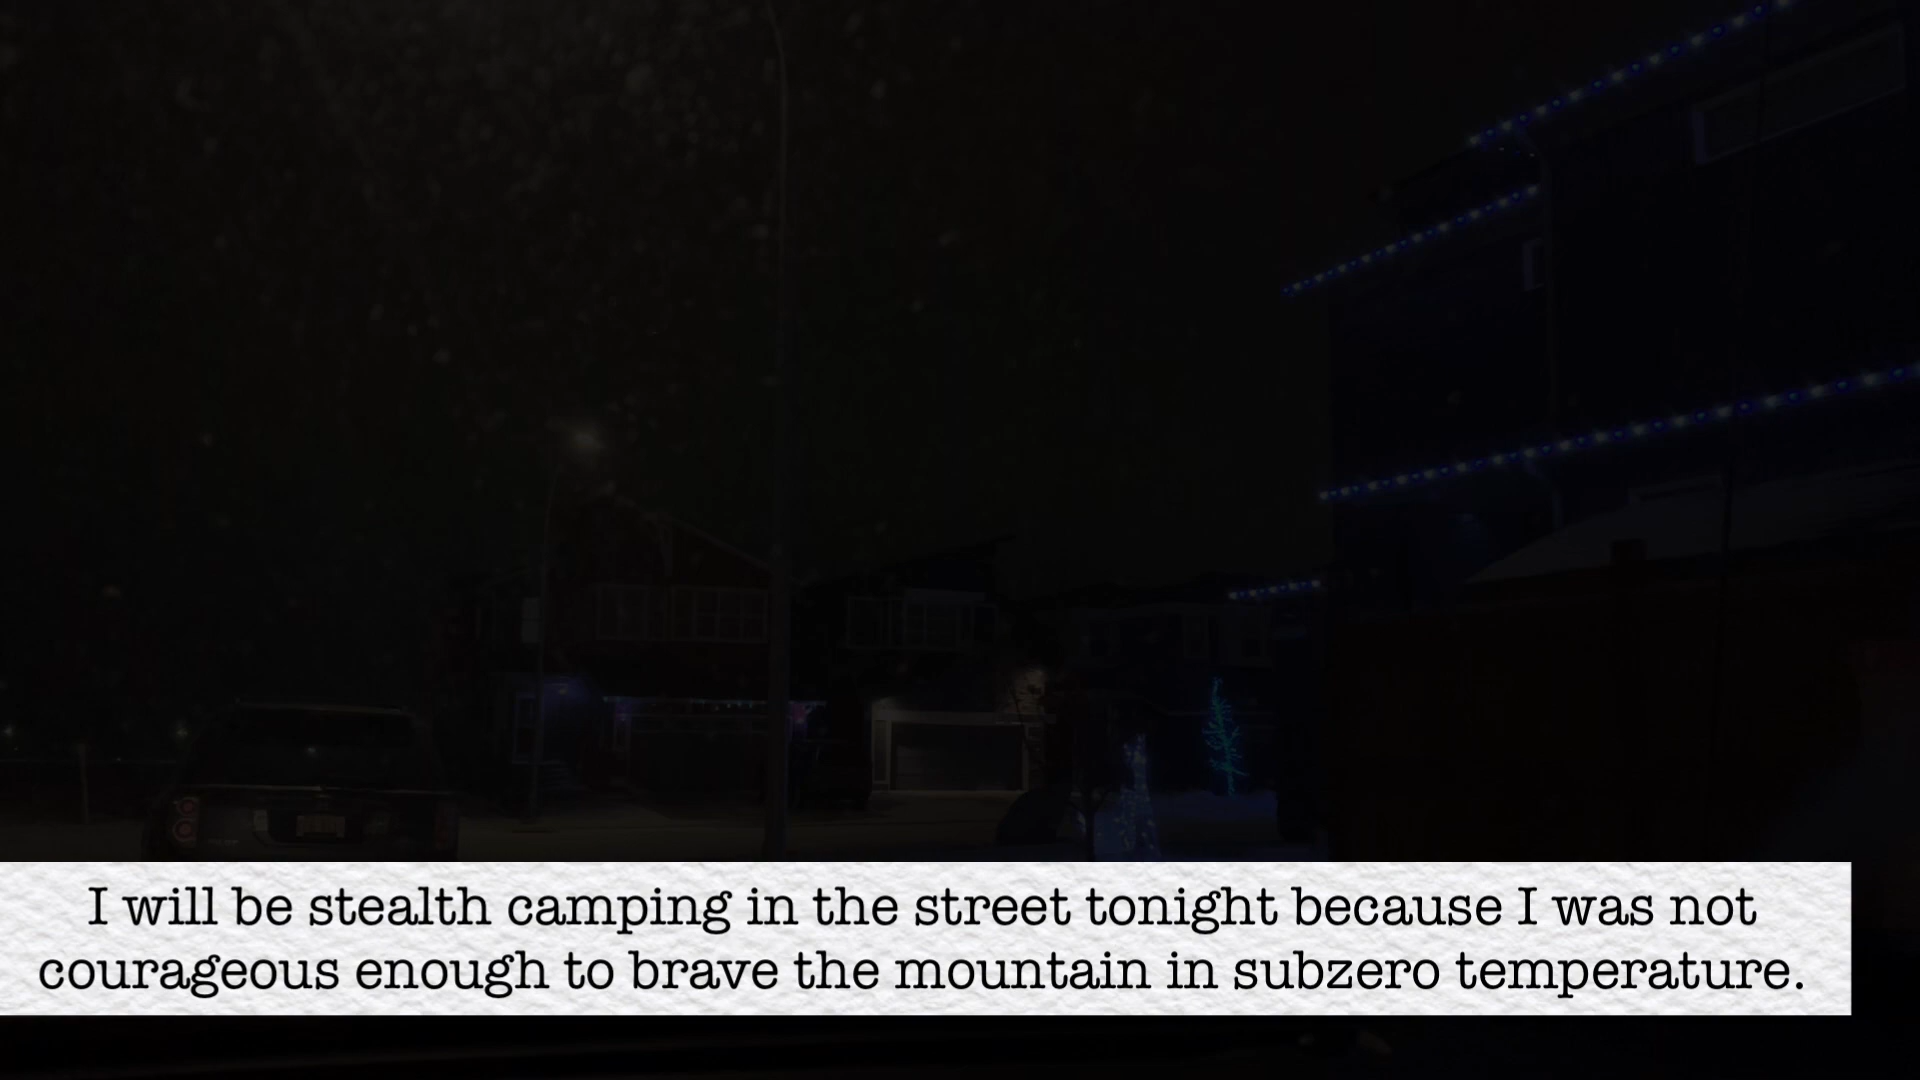 I will be stealth camping in the street tonight because I was not
courageous enough to brave the mountain in subzero temperature.